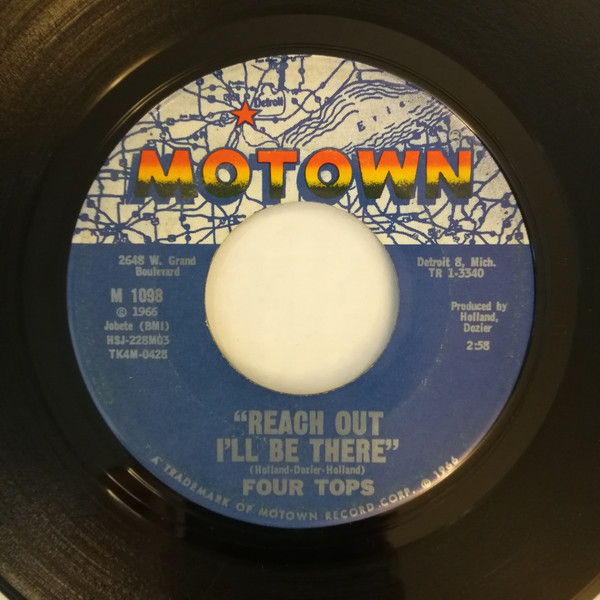 Detroit
Erie
MOTOWN
2648 W. Grand
Boulevard
Detroit 8, Mich.
TR 1-3340
M 1098
© 1966
Jobete (BMI)
HSJ-228M03
TK4M-0428
Produced by
Holland,
Dozier
2:58
"REACH OUT
I'LL BE THERE"
(Holland-Dozier-Holland)
FOUR TOPS
A TRADEMARK OF MOTOWN RECORD CORP. © 1966